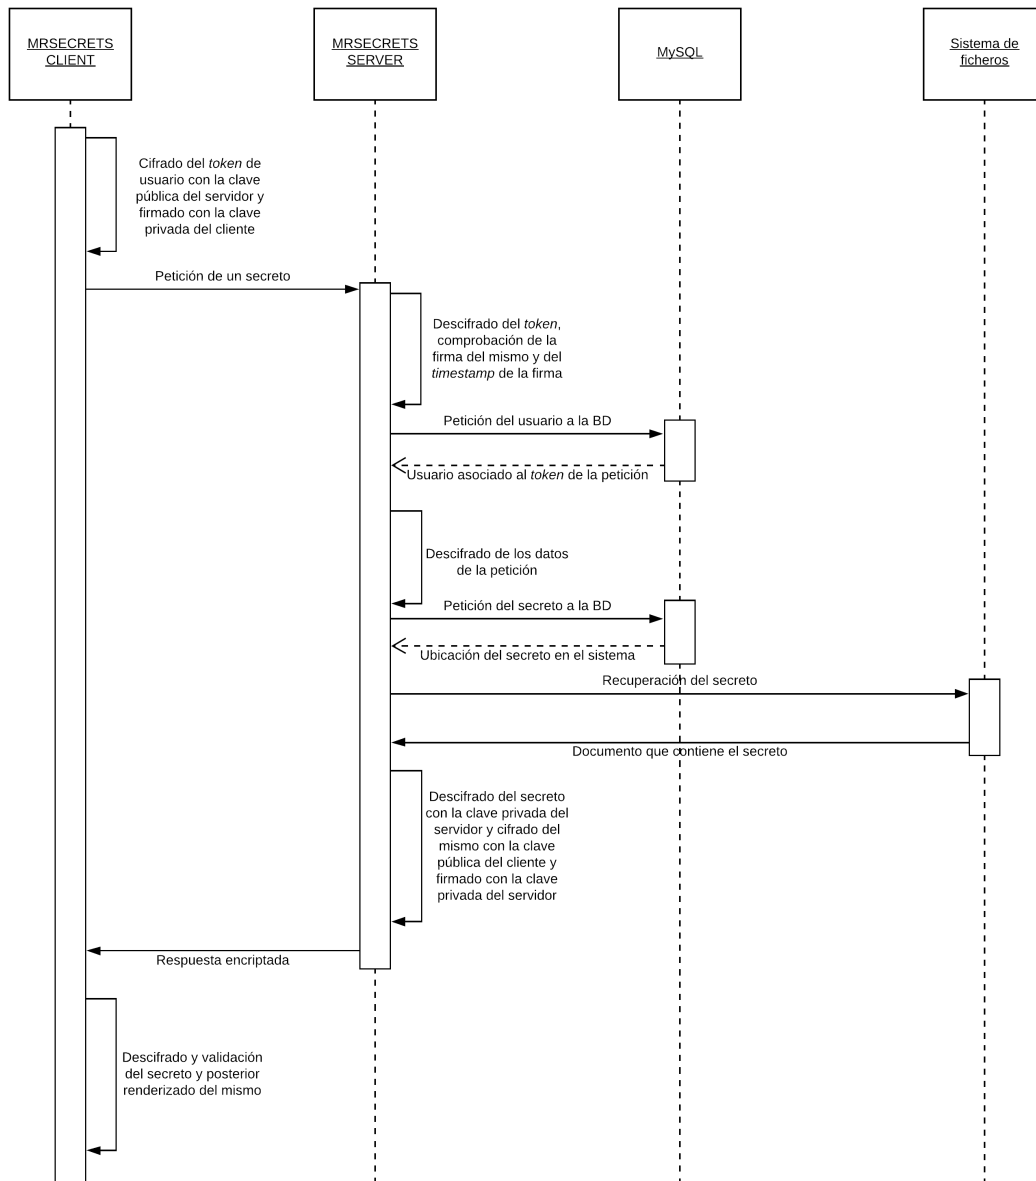 MRSECRETS
CLIENT
MRSECRETS
SERVER
MySQL
Sistema de
ficheros
Cifrado del token de
usuario con la clave
pública del servidor y
firmado con la clave
privada del cliente
Petición de un secreto
Descifrado del token,
comprobación de la
firma del mismo y del
timestamp de la firma
Petición del usuario a la BD
Usuario asociado al token de la petición
Descifrado de los datos
de la petición
Petición del secreto a la BD
Ubicación del secreto en el sistema
Recuperación del secreto
Documento que contiene el secreto
Descifrado del secreto
con la clave privada del
servidor y cifrado del
mismo con la clave
pública del cliente y
firmado con la clave
privada del servidor
Respuesta encriptada
Descifrado y validación
del secreto y posterior
renderizado del mismo